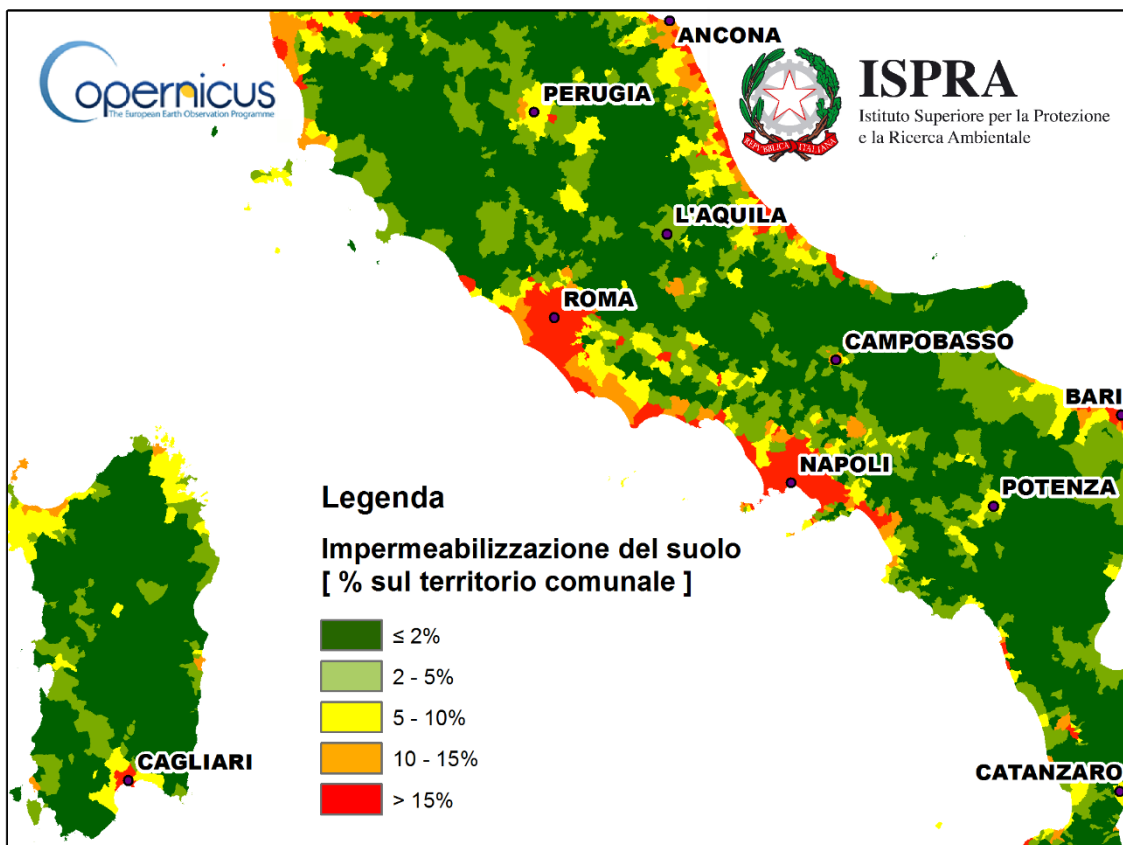 opernicus
The European Earth Observation Programme
ANCONA
PERUGIA
REPVBBLICA ITALIANA
ISPRA
Istituto Superiore per la Protezione
e la Ricerca Ambientale
L'AQUILA
ROMA
CAMPOBASSO
BARI
NAPOLI
POTENZA
CAGLIARI
CATANZARO
Legenda
Impermeabilizzazione del suolo
[ % sul territorio comunale ]
≤ 2%
2 - 5%
5 - 10%
10 - 15%
> 15%